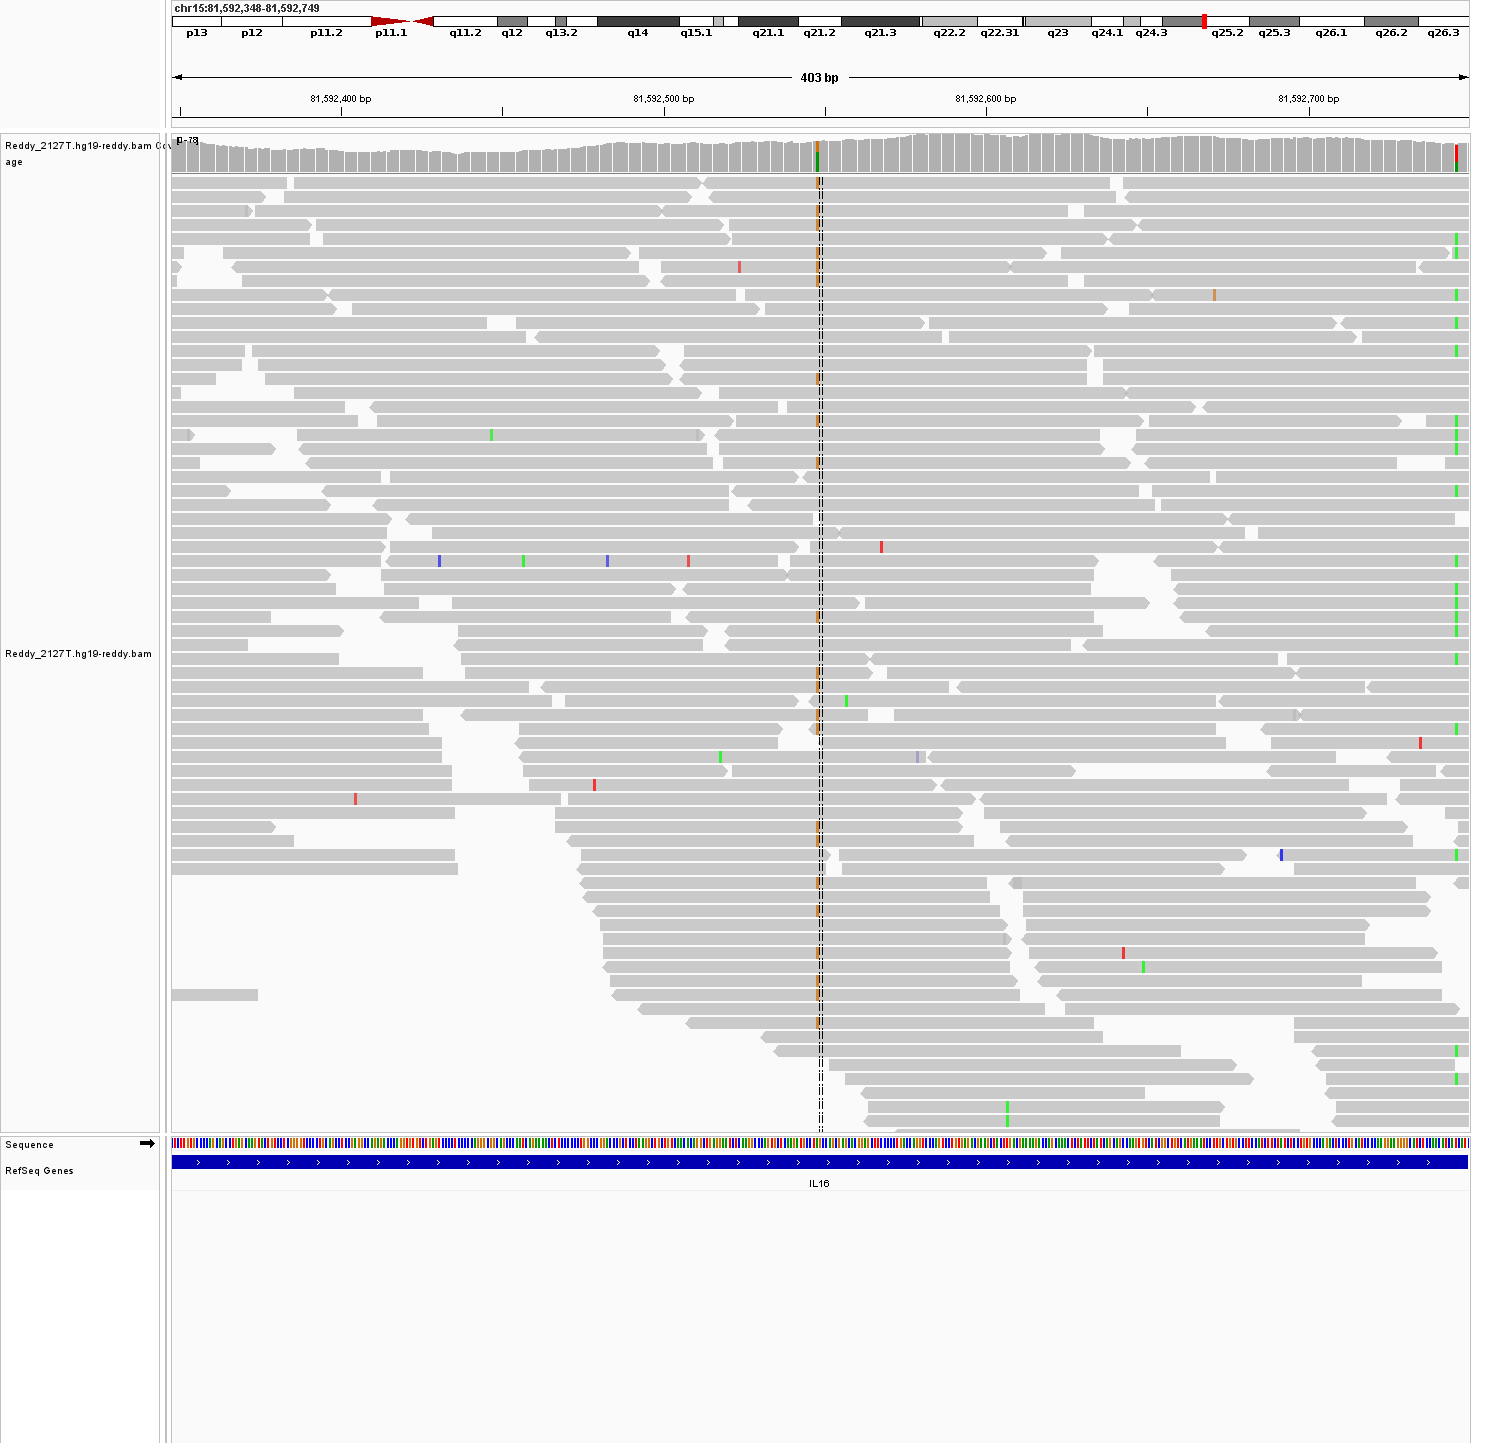 chr15:81,592,348-81,592,749
p13 p12 p11.2 p11.1 q11.2 q12 q13.2 q14 q15.1 q21.1 q21.2 q21.3 q22.2 q22.31 q23 q24.1 q24.3 q25.2 q25.3 q26.1 q26.2 q26.3
403 bp
81,592,400 bp 81,592,500 bp 81,592,600 bp 81,592,700 bp
Reddy_2127T.hg19-reddy.bam Cov
age
Reddy_2127T.hg19-reddy.bam
Sequence
RefSeq Genes
IL16